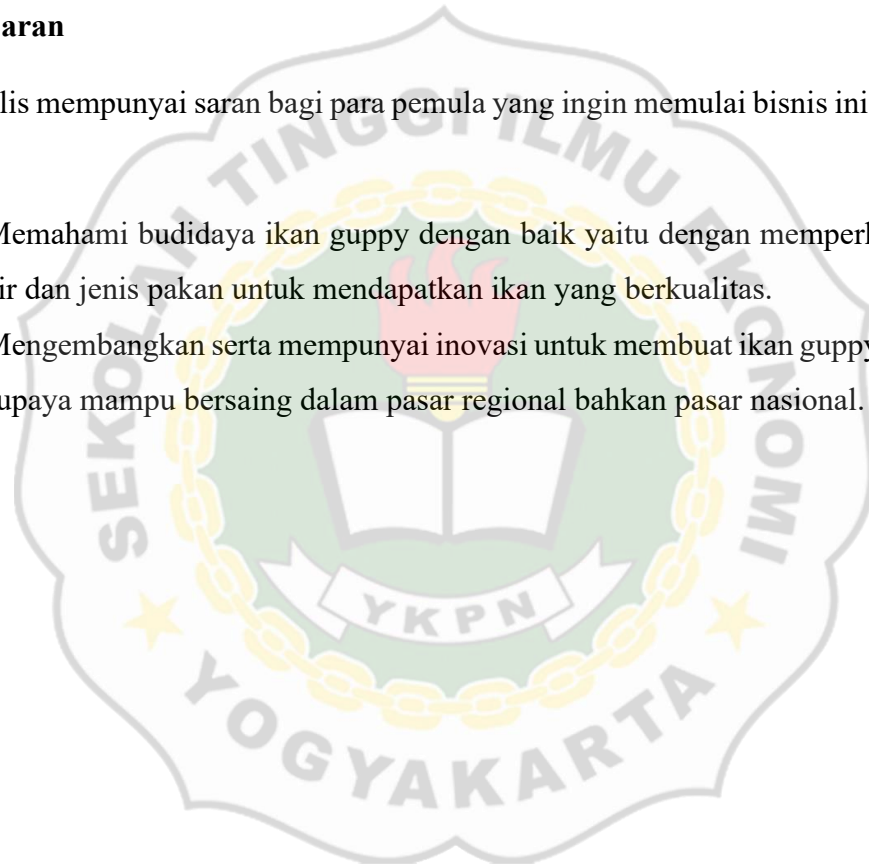 aran
lis mempunyai saran bagi para pemula yang ingin memulai bisnis ini
Memahami budidaya ikan guppy dengan baik yaitu dengan memperl
ir dan jenis pakan untuk mendapatkan ikan yang berkualitas.
Mengembangkan serta mempunyai inovasi untuk membuat ikan guppy
upaya mampu bersaing dalam pasar regional bahkan pasar nasional.
SEKOLAH TINGGI ILMU EKONOMI
YKPN
YOGYAKARTA